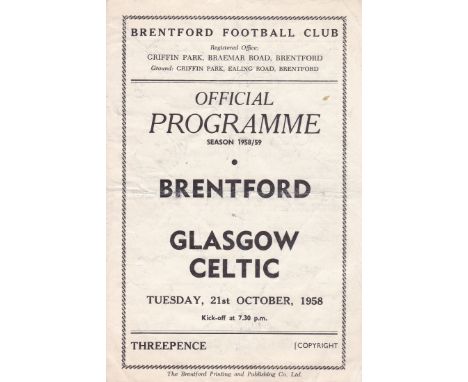 BRENTFORD FOOTBALL CLUB
Registered Office:
GRIFFIN PARK, BRAEMAR ROAD, BRENTFORD
Ground: GRIFFIN PARK, EALING ROAD, BRENTFORD
OFFICIAL
PROGRAMME
SEASON 1958/59
•
BRENTFORD
v.
GLASGOW
CELTIC
TUESDAY, 21st OCTOBER, 1958
Kick-off at 7.30 p.m.
THREEPENCE [COPYRIGHT
The Brentford Printing and Publishing Co. Ltd.